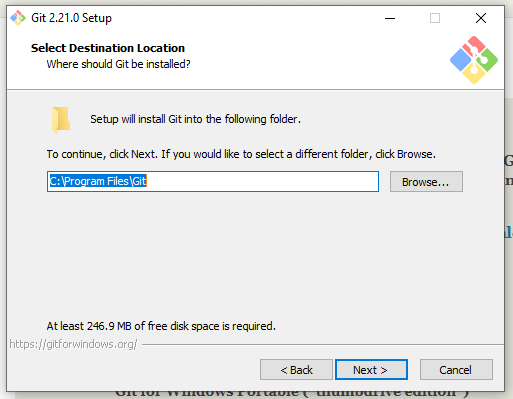 Git 2.21.0 Setup
Select Destination Location
Where should Git be installed?
Setup will install Git into the following folder.
To continue, click Next. If you would like to select a different folder, click Browse.
C:\Program Files\Git
Browse...
At least 246.9 MB of free disk space is required.
https://gitforwindows.org/
< Back
Next >
Cancel
Git for Windows Portable ("thumbdrive edition")